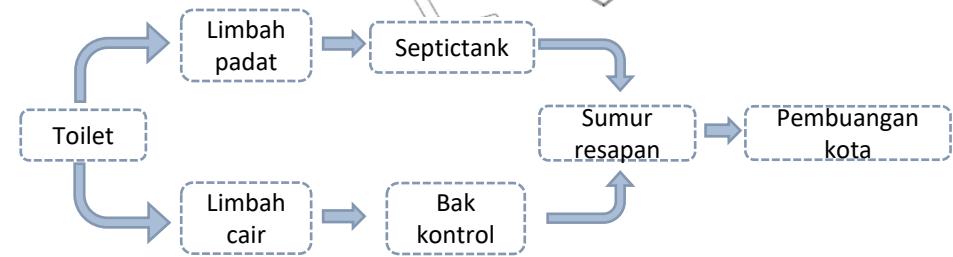 Limbah
padat
Septictank
Toilet
Sumur
resapan
Pembuangan
kota
Limbah
cair
Bak
kontrol